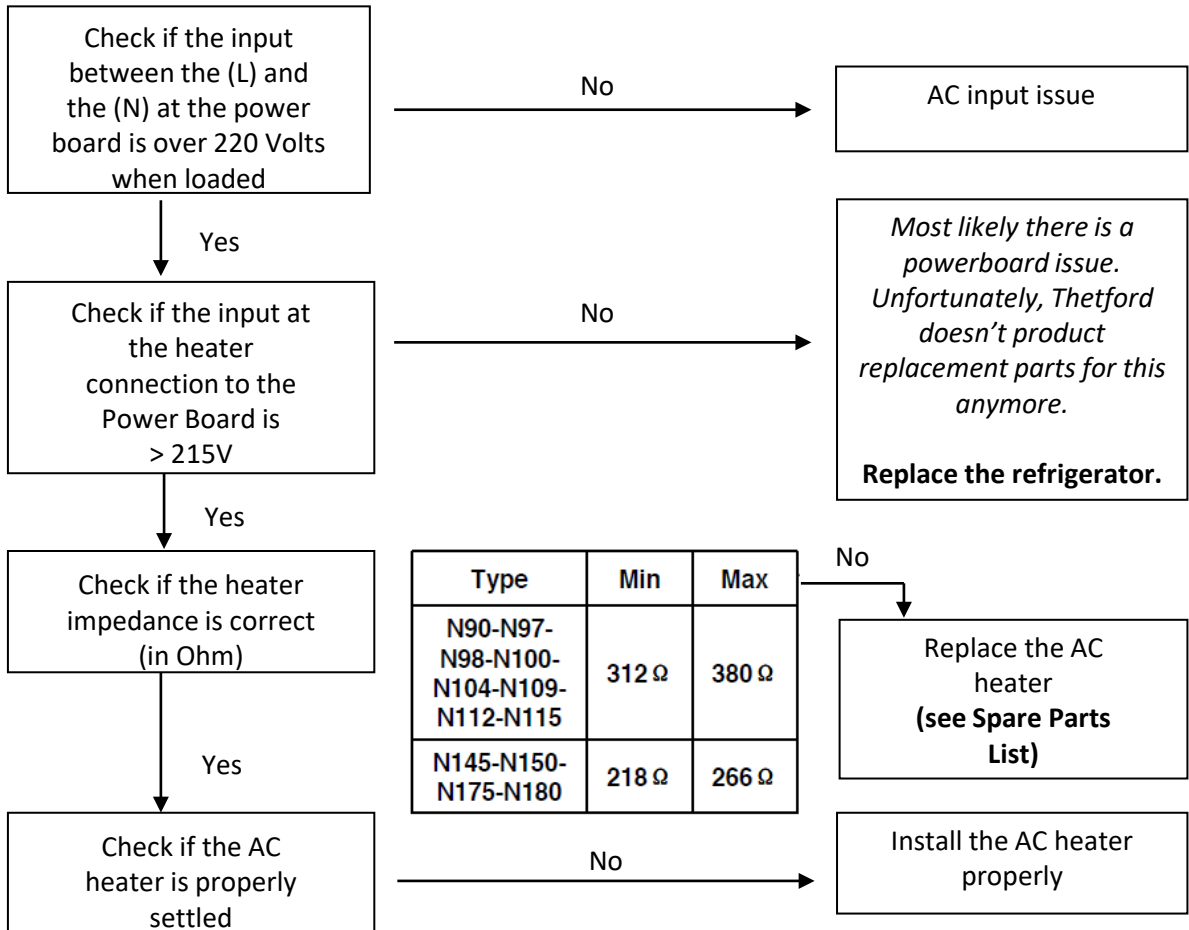 Check if the input
between the (L) and
the (N) at the power
board is over 220 Volts
when loaded
No
AC input issue
Yes
Check if the input at
the heater
connection to the
Power Board is
> 215V
No
Most likely there is a
powerboard issue.
Unfortunately, Thetford
doesn’t product
replacement parts for this
anymore.
Replace the refrigerator.
Yes
Check if the heater
impedance is correct
(in Ohm)
Type Min Max
N90-N97-
N98-N100-
N104-N109-
N112-N115
312 Ω 380 Ω
N145-N150-
N175-N180
218 Ω 266 Ω
No
Replace the AC
heater
(see Spare Parts
List)
Yes
Check if the AC
heater is properly
settled
No
Install the AC heater
properly